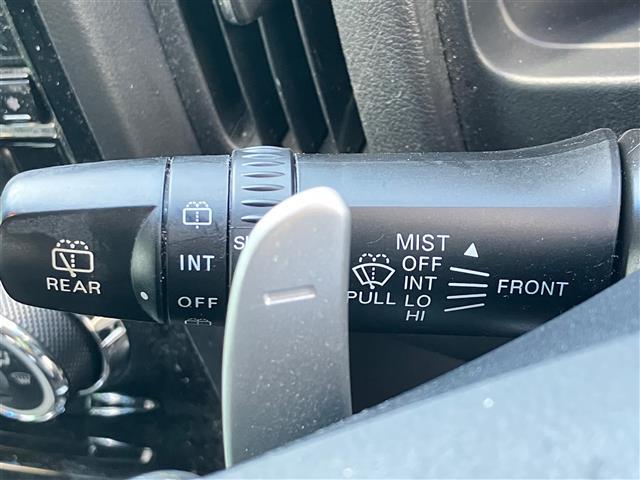 REAR
INT
OFF
PULL
MIST
OFF
INT
LO
HI
FRONT